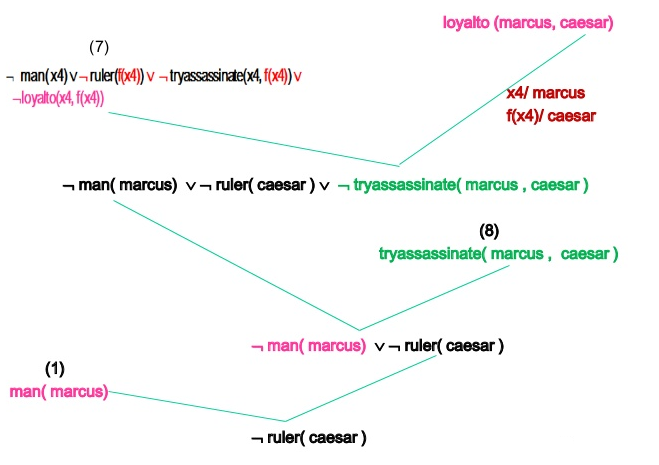 loyalto (marcus, caesar)
(7)
¬ man(x4) ∨ ¬ ruler(f(x4)) ∨ ¬ tryassassinate(x4, f(x4)) ∨
¬loyalto(x4, f(x4))
x4/ marcus
f(x4)/ caesar
¬ man( marcus) ∨ ¬ ruler( caesar ) ∨ ¬ tryassassinate( marcus , caesar )
(8)
tryassassinate( marcus , caesar )
¬ man( marcus) ∨ ¬ ruler( caesar )
(1)
man( marcus)
¬ ruler( caesar )